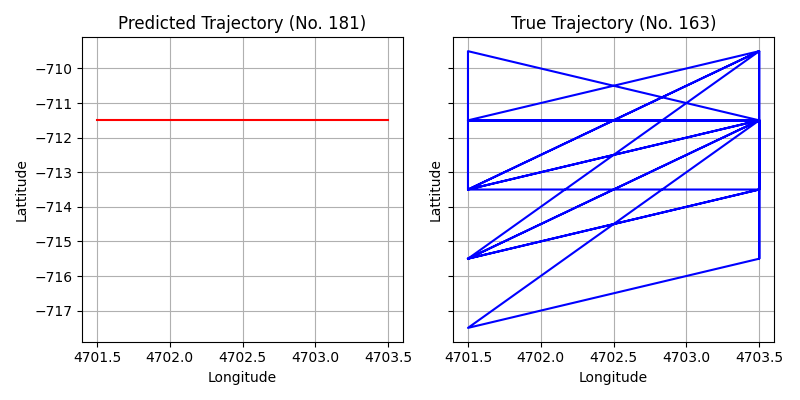 Predicted Trajectory (No. 181)
Lattitude
−710
−711
−712
−713
−714
−715
−716
−717
4701.5 4702.0 4702.5 4703.0 4703.5
Longitude
True Trajectory (No. 163)
Lattitude
4701.5 4702.0 4702.5 4703.0 4703.5
Longitude